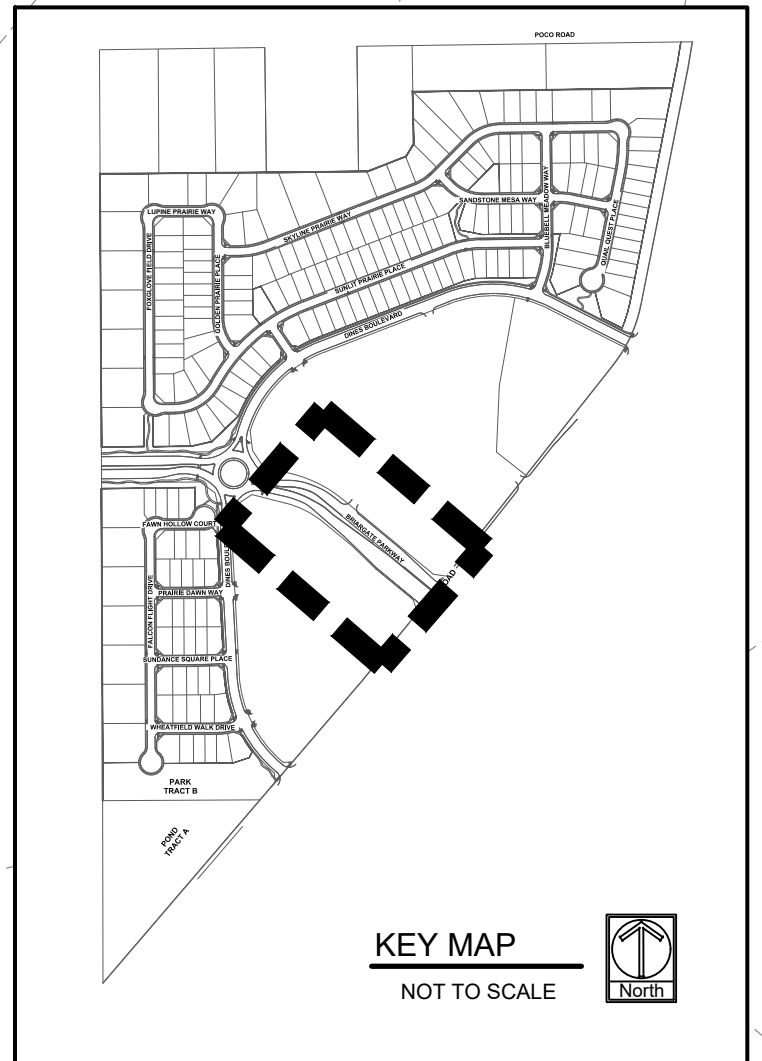 POCO ROAD
SANDSTONE MESA WAY
BLUEBELL MEADOW WAY
QUAIL QUEST PLACE
LUPINE PRAIRIE WAY
SKYLINE PRAIRIE WAY
FOXGLOVE FIELD DRIVE
GOLDEN PRAIRIE PLACE
SUNLIT PRAIRIE PLACE
DINES BOULEVARD
BRIARGATE PARKWAY
FAWN HOLLOW COURT
PRAIRIE DAWN WAY
FALCON FLIGHT DRIVE
SUNDANCE SQUARE PLACE
WHEATFIELD WALK DRIVE
DINES
PARK
TRACT B
POND
TRACT A
KEY MAP
NOT TO SCALE
North